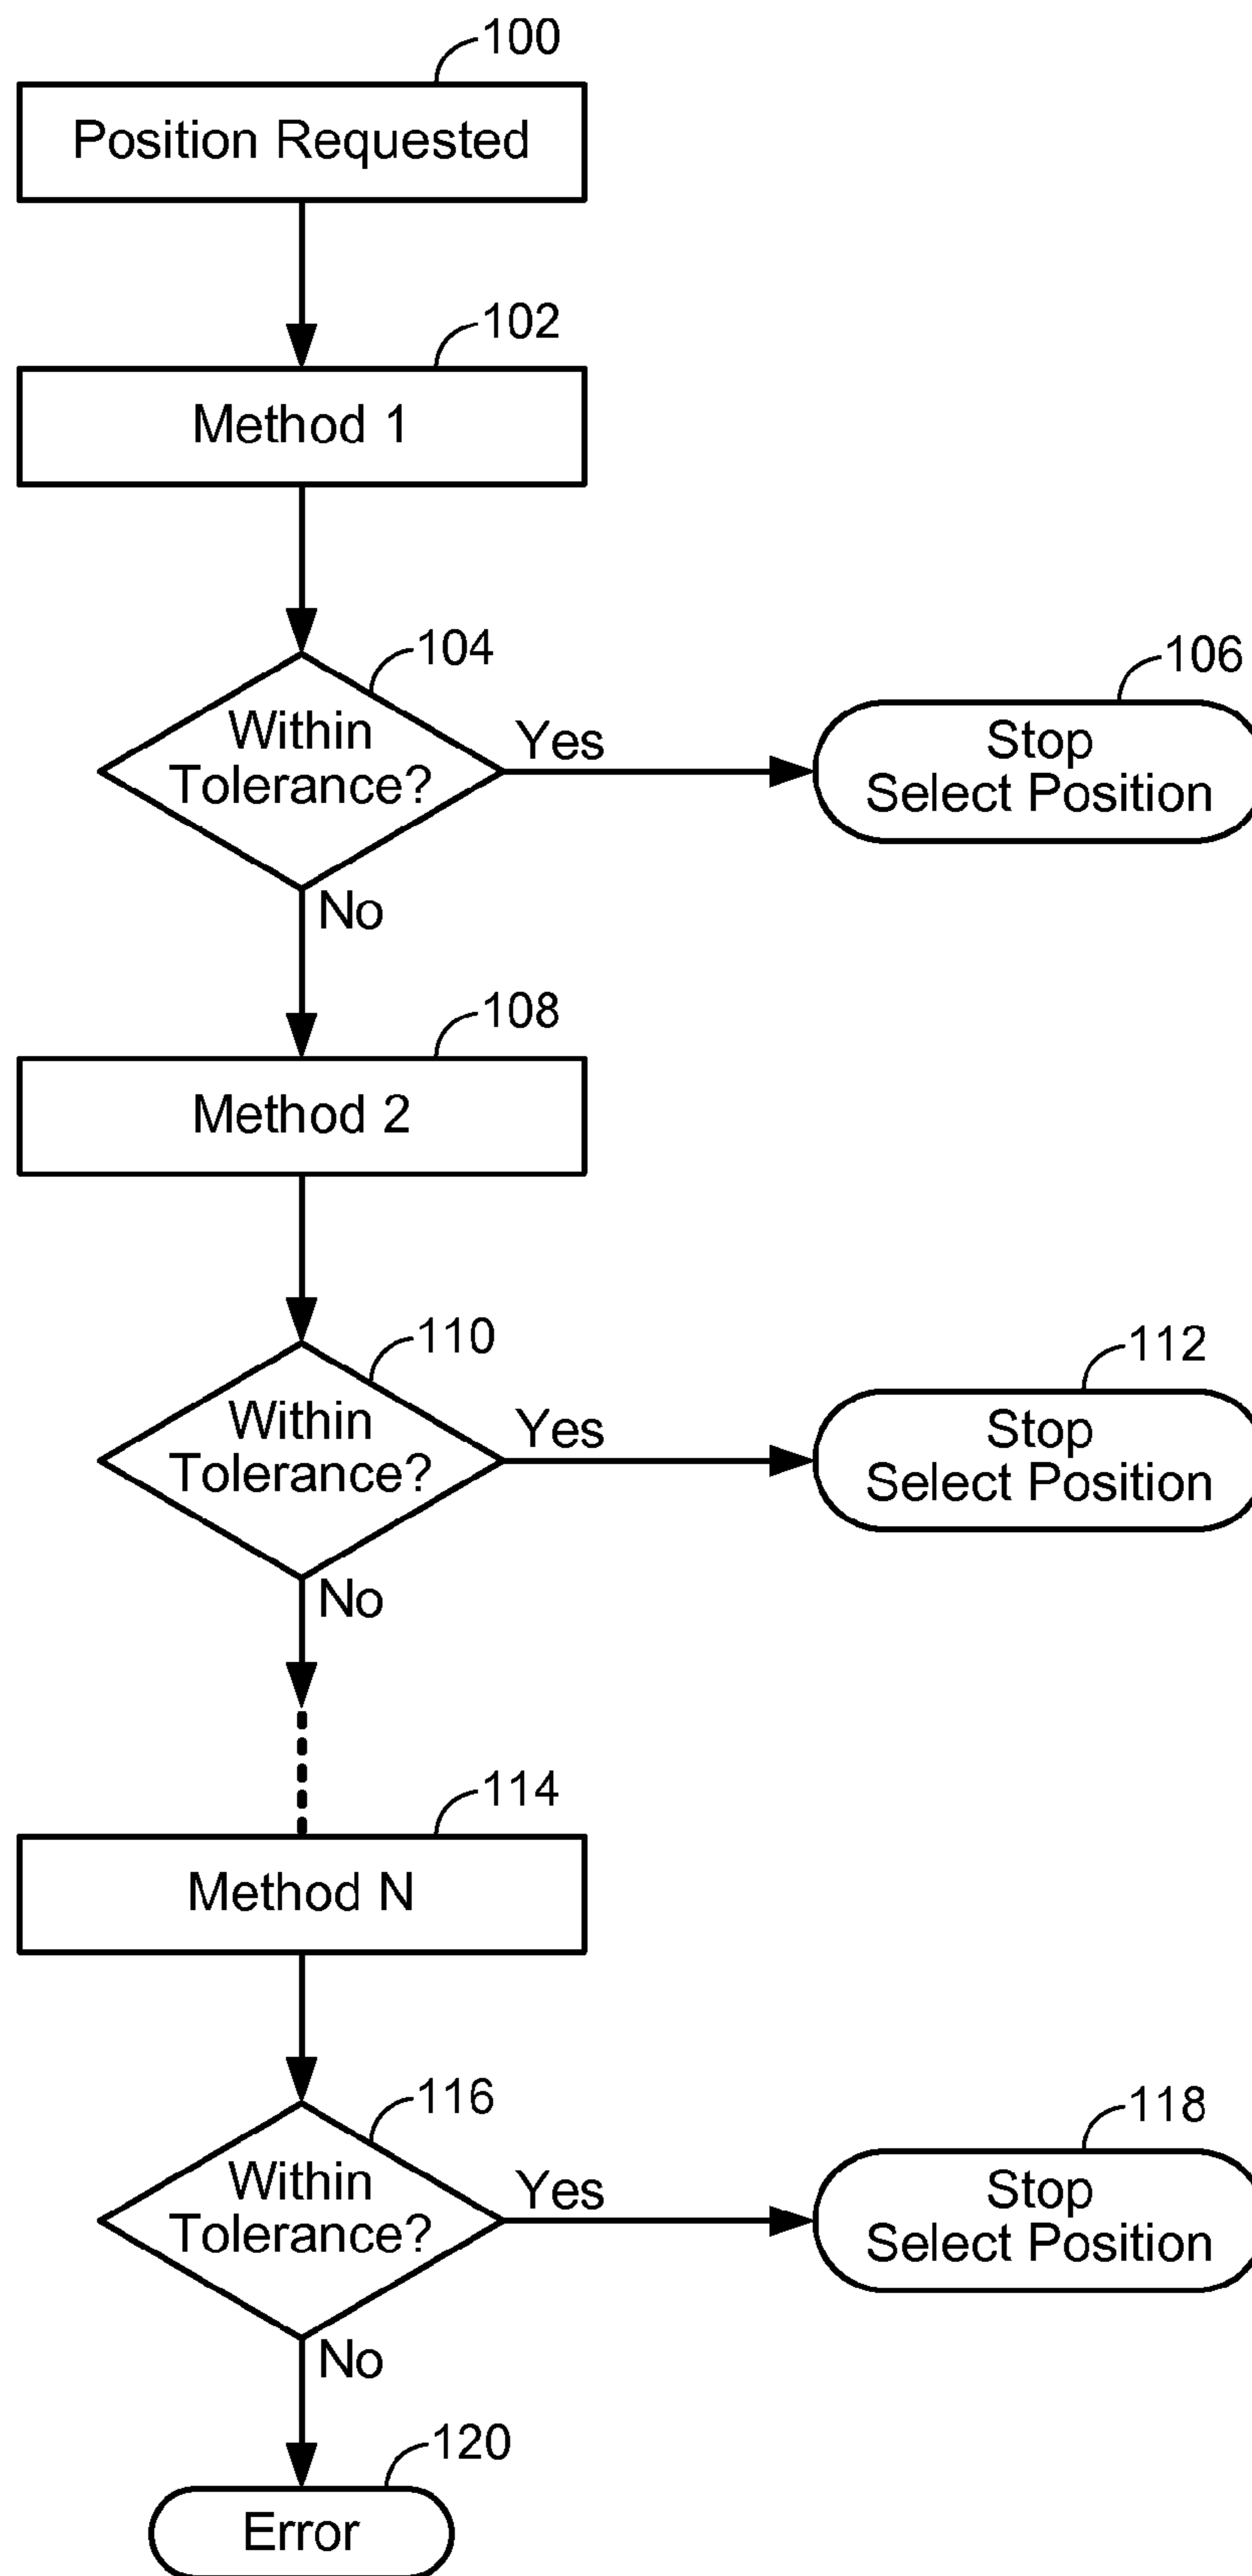 100
Position Requested
102
Method 1
104
Within
Tolerance?
Yes
106
Stop
Select Position
No
108
Method 2
110
Within
Tolerance?
Yes
112
Stop
Select Position
No
114
Method N
116
Within
Tolerance?
Yes
118
Stop
Select Position
No
120
Error